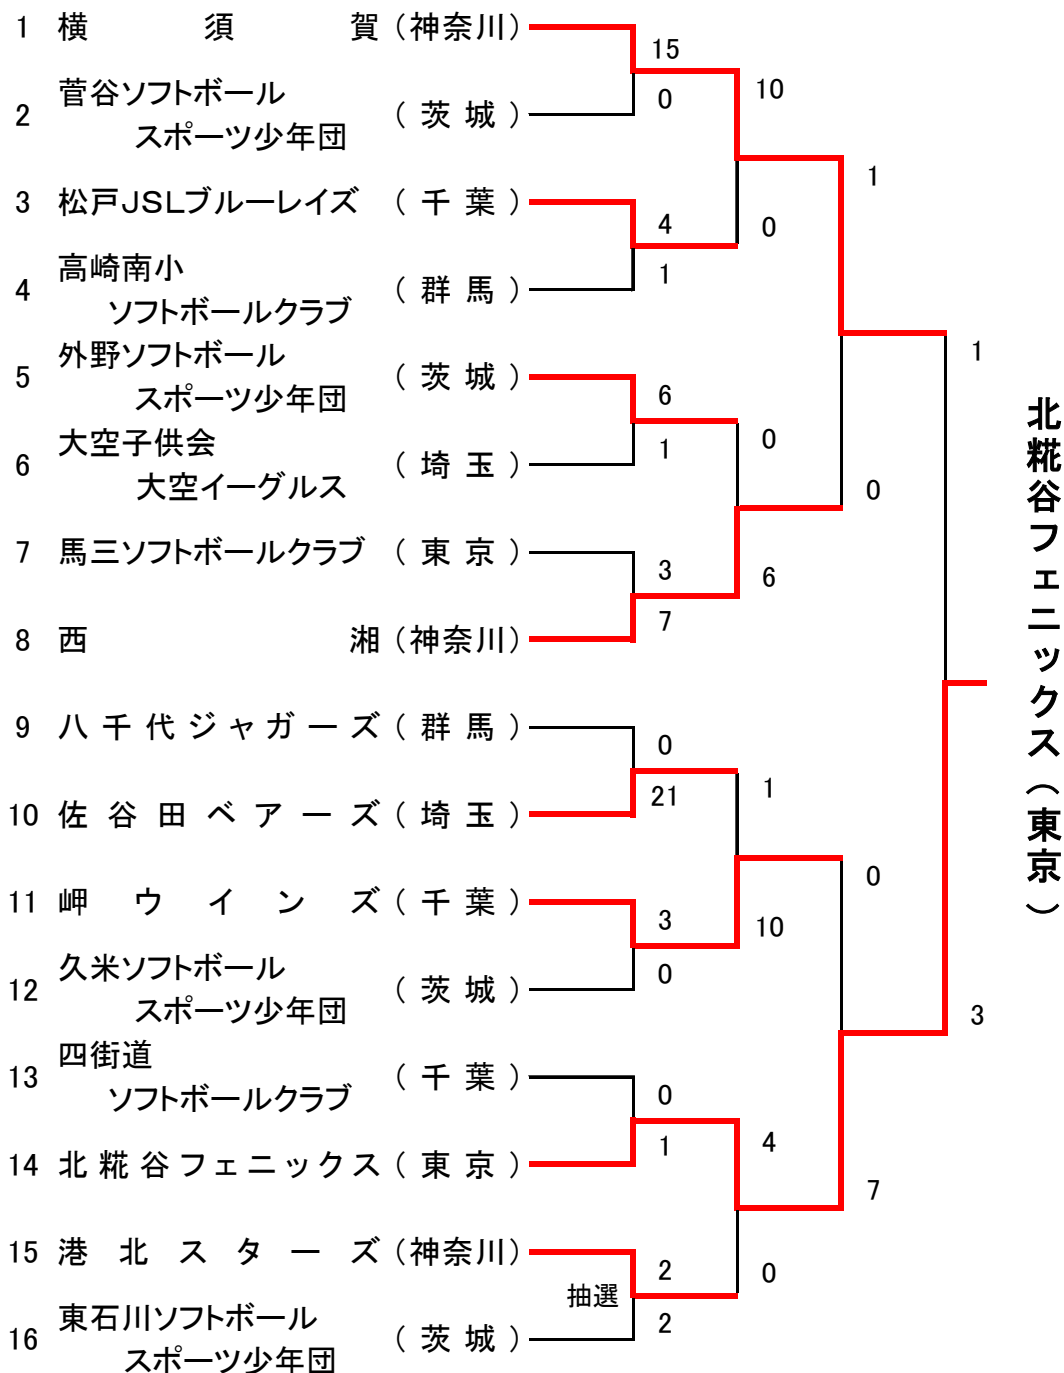 1 横須賀(神奈川)
15
0
10
2 菅谷ソフトボール
スポーツ少年団
(茨城)
1
3 松戸JSLブルーレイズ (千葉)
4
1
0
4 高崎南小
ソフトボールクラブ
(群馬)
1
5 外野ソフトボール
スポーツ少年団
(茨城)
6
1
0
6 大空子供会
大空イーグルス
(埼玉)
0
7 馬三ソフトボールクラブ (東京)
3
7
6
8 西湘(神奈川)
9 八千代ジャガーズ(群馬)
0
21
1
10 佐谷田ベアーズ(埼玉)
0
11 岬ウインズ(千葉)
3
0
10
12 久米ソフトボール
スポーツ少年団
(茨城)
3
13 四街道
ソフトボールクラブ
(千葉)
0
1
4
14 北糀谷フェニックス(東京)
7
15 港北スターズ(神奈川)
抽選
2
2
0
16 東石川ソフトボール
スポーツ少年団
(茨城)
北糀谷フェニックス(東京)